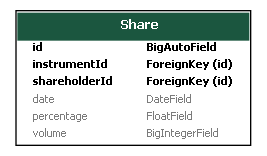 Share
id BigAutoField
instrumentId ForeignKey (id)
shareholderId ForeignKey (id)
date DateField
percentage FloatField
volume BigIntegerField